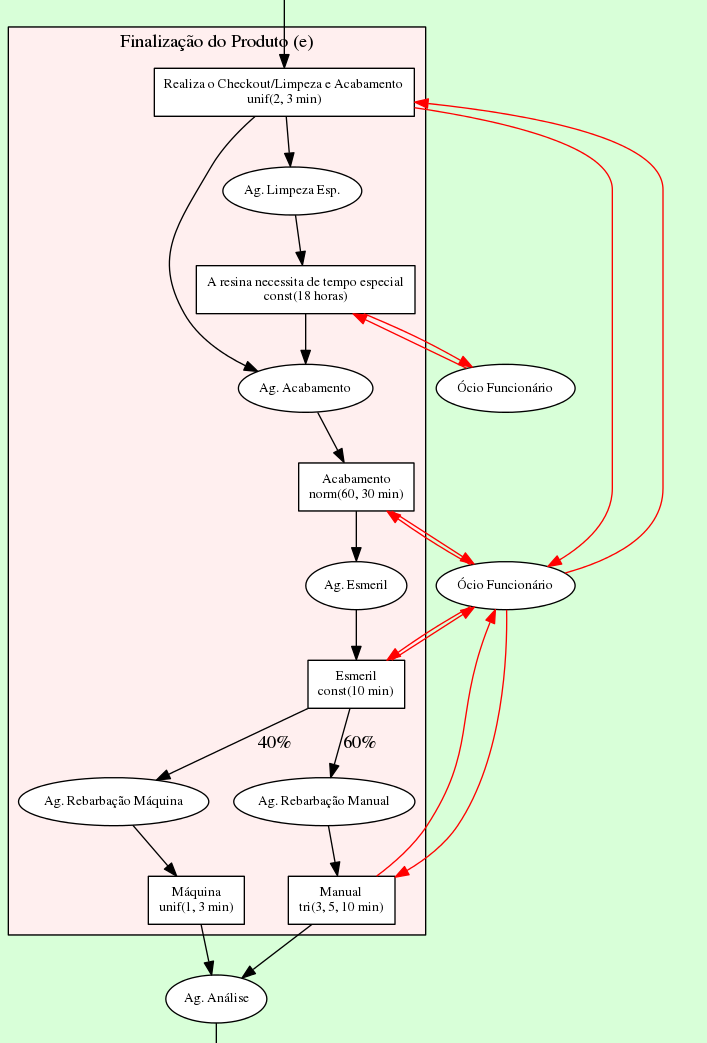 Finalização do Produto (e)
Realiza o Checkout/Limpeza e Acabamento
unif(2, 3 min)
Ag. Limpeza Esp.
A resina necessita de tempo especial
const(18 horas)
Ag. Acabamento
Ócio Funcionário
Acabamento
norm(60, 30 min)
Ag. Esmeril
Ócio Funcionário
Esmeril
const(10 min)
40%
60%
Ag. Rebarbação Máquina
Ag. Rebarbação Manual
Máquina
unif(1, 3 min)
Manual
tri(3, 5, 10 min)
Ag. Análise